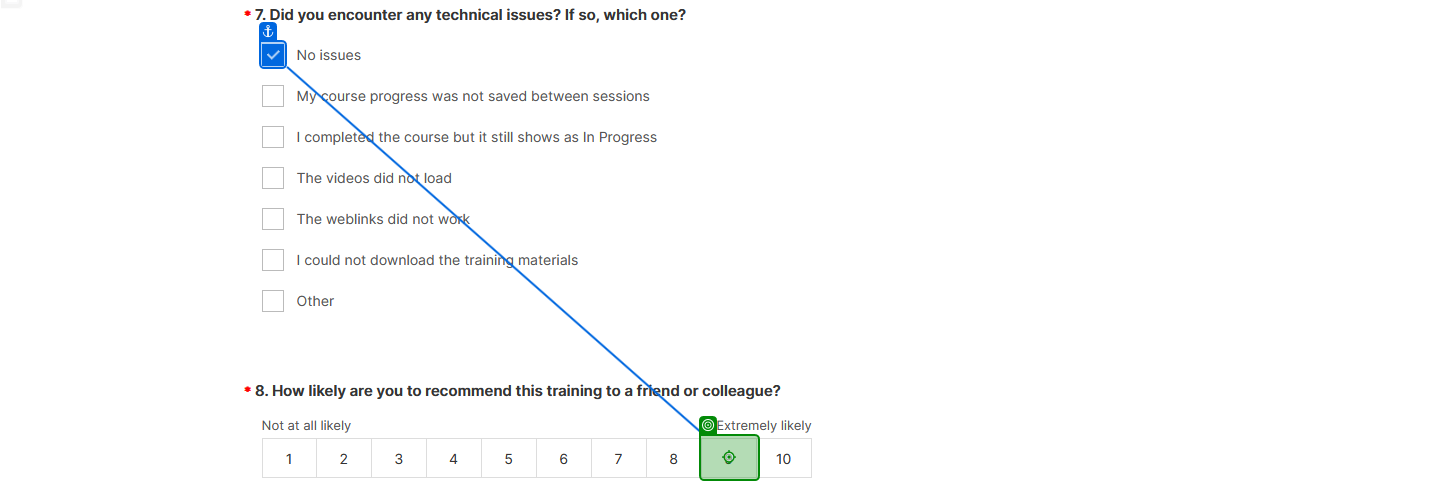 * 7. Did you encounter any technical issues? If so, which one?
No issues
My course progress was not saved between sessions
I completed the course but it still shows as In Progress
The videos did not load
The weblinks did not work
I could not download the training materials
Other
* 8. How likely are you to recommend this training to a friend or colleague?
Not at all likely Extremely likely
1 2 3 4 5 6 7 8 10